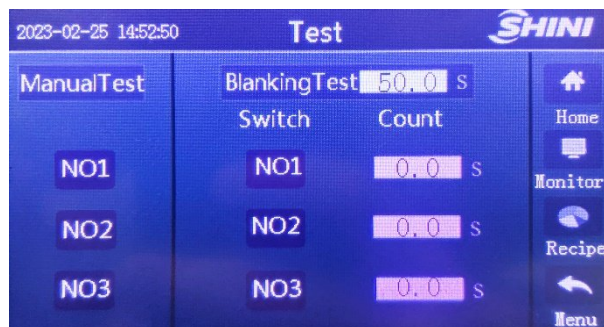 2023-02-25 14:52:50 Test SHINI
ManualTest BlankingTest 50.0 s
Switch Count
NO1 NO1 0.0 s
NO2 NO2 0.0 s
NO3 NO3 0.0 s
Home
Monitor
Recipe
Menu